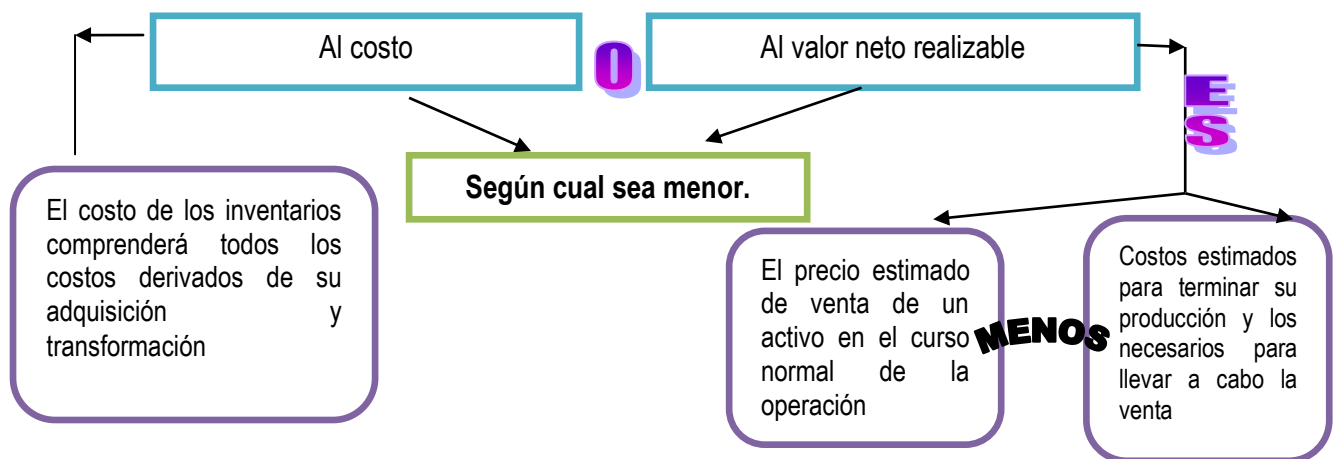 Al costo
O
Al valor neto realizable
ES
Según cual sea menor.
El costo de los inventarios
comprenderá todos los
costos derivados de su
adquisición y
transformación
El precio estimado
de venta de un
activo en el curso
normal de la
operación
MENOS
Costos estimados
para terminar su
producción y los
necesarios para
llevar a cabo la
venta